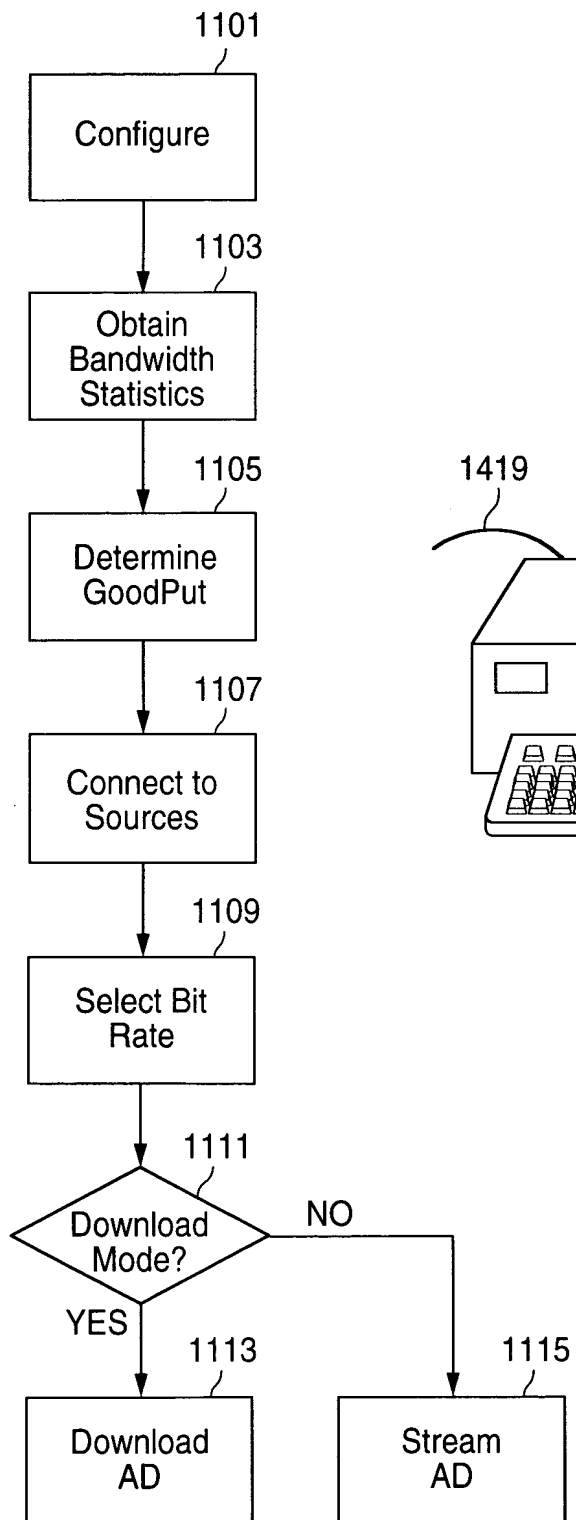 1101
Configure
1103
Obtain
Bandwidth
Statistics
1105
Determine
GoodPut
1419
1107
Connect to
Sources
1109
Select Bit
Rate
1111
Download
Mode?
NO
YES
1113
Download
AD
1115
Stream
AD